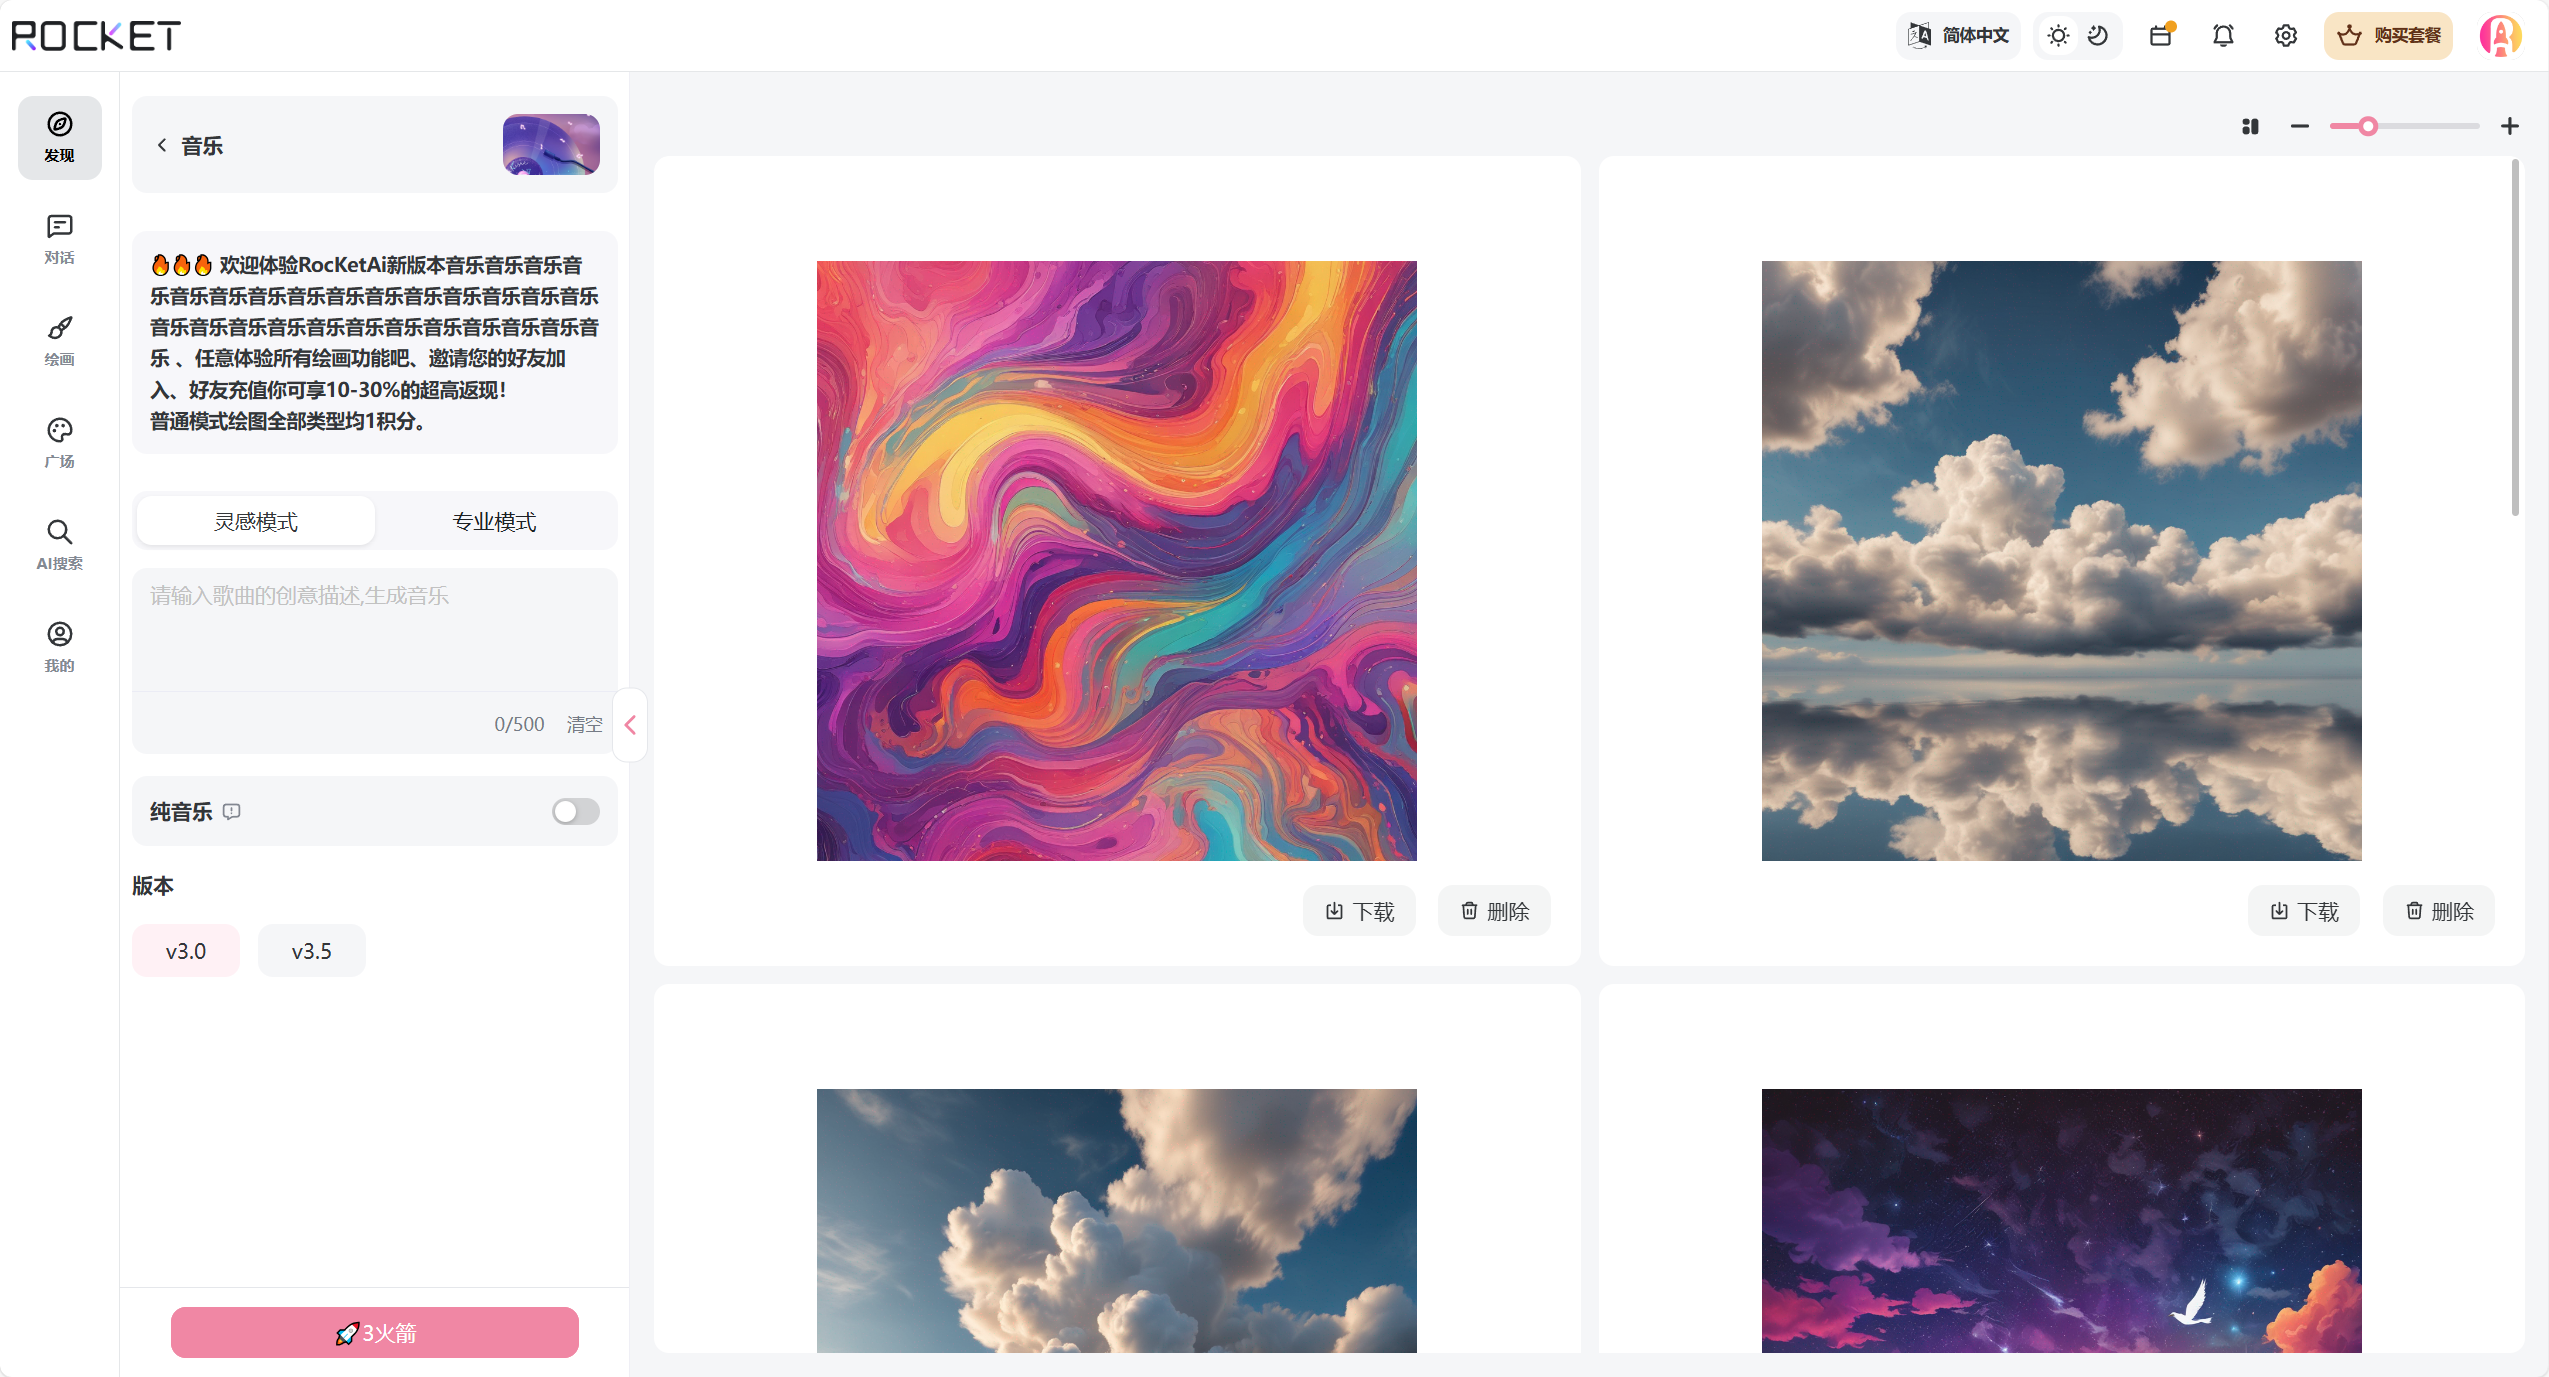 ROCKET
简体中文
购买套餐
发现
对话
绘画
广场
AI搜索
我的
音乐
🔥🔥🔥 欢迎体验RocKetAi新版本音乐音乐音乐音
乐音乐音乐音乐音乐音乐音乐音乐音乐音乐音乐音乐
音乐音乐音乐音乐音乐音乐音乐音乐音乐音乐音乐音
乐 、任意体验所有绘画功能吧、邀请您的好友加
入、好友充值你可享10-30%的超高返现!
普通模式绘图全部类型均1积分。
灵感模式
专业模式
请输入歌曲的创意描述,生成音乐
0/500 清空
纯音乐
版本
v3.0
v3.5
🚀3火箭
下载
删除
下载
删除